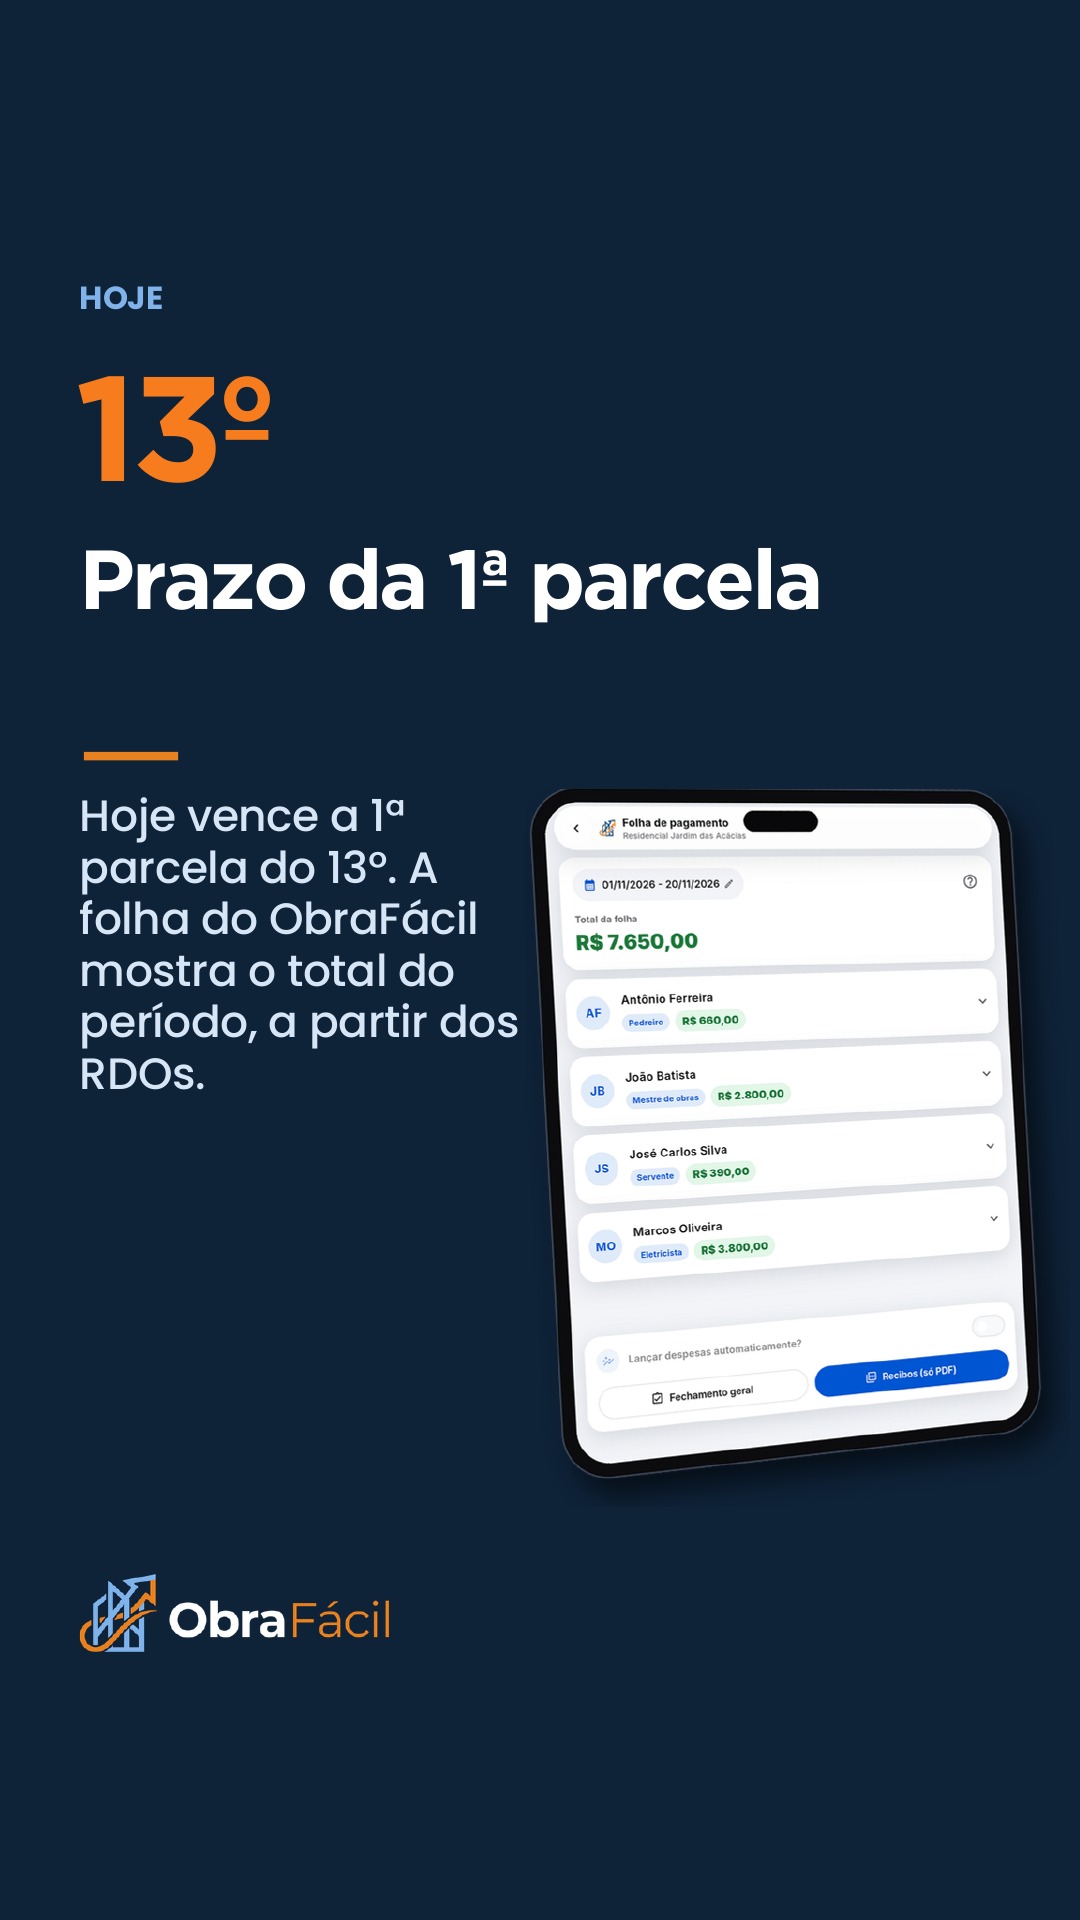 HOJE
13º
Prazo da 1ª parcela
Hoje vence a 1ª
parcela do 13º. A
folha do ObraFácil
mostra o total do
período, a partir dos
RDOs.
Folha de pagamento
Residencial Jardim das Acácias
01/11/2026 - 20/11/2026
Total da folha
R$ 7.650,00
AF
Antônio Ferreira
Pedreiro
R$ 660,00
JB
João Batista
Mestre de obras
R$ 2.800,00
JS
José Carlos Silva
Servente
R$ 390,00
MO
Marcos Oliveira
Eletricista
R$ 3.800,00
Lançar despesas automaticamente?
Fechamento geral
Recibos (só PDF)
ObraFácil